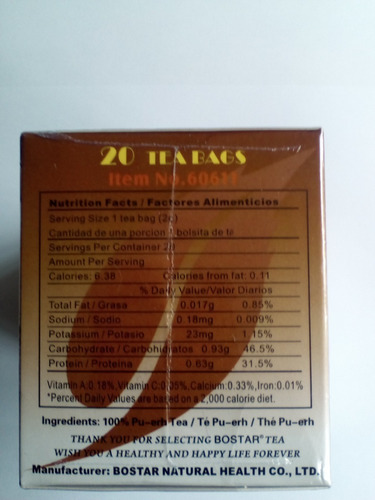 20 TEA BAGS
Item No.60611
Nutrition Facts / Factores Alimenticios
Serving Size 1 tea bag (2g)
Cantidad de una porcion 1 bolsita de té
Servings Per Container 20
Amount Per Serving
Calories: 6.38 Calories from fat: 0.11
% Daily Value/Valor Diarios
Total Fat / Grasa 0.017g 0.85%
Sodium / Sodio 0.18mg 0.009%
Potassium / Potasio 23mg 1.15%
Carbohydrate / Carbohidratos 0.93g 46.5%
Protein / Proteina 0.63g 31.5%
Vitamin A:0.18%, Vitamin C:0.05%, Calcium:0.33%, Iron:0.01%
*Percent Daily Values are based on a 2,000 calorie diet.
Ingredients: 100% Pu-erh Tea / Té Pu-erh / Thé Pu-erh
THANK YOU FOR SELECTING BOSTAR® TEA
WISH YOU A HEALTHY AND HAPPY LIFE FOREVER
Manufacturer: BOSTAR NATURAL HEALTH CO., LTD.